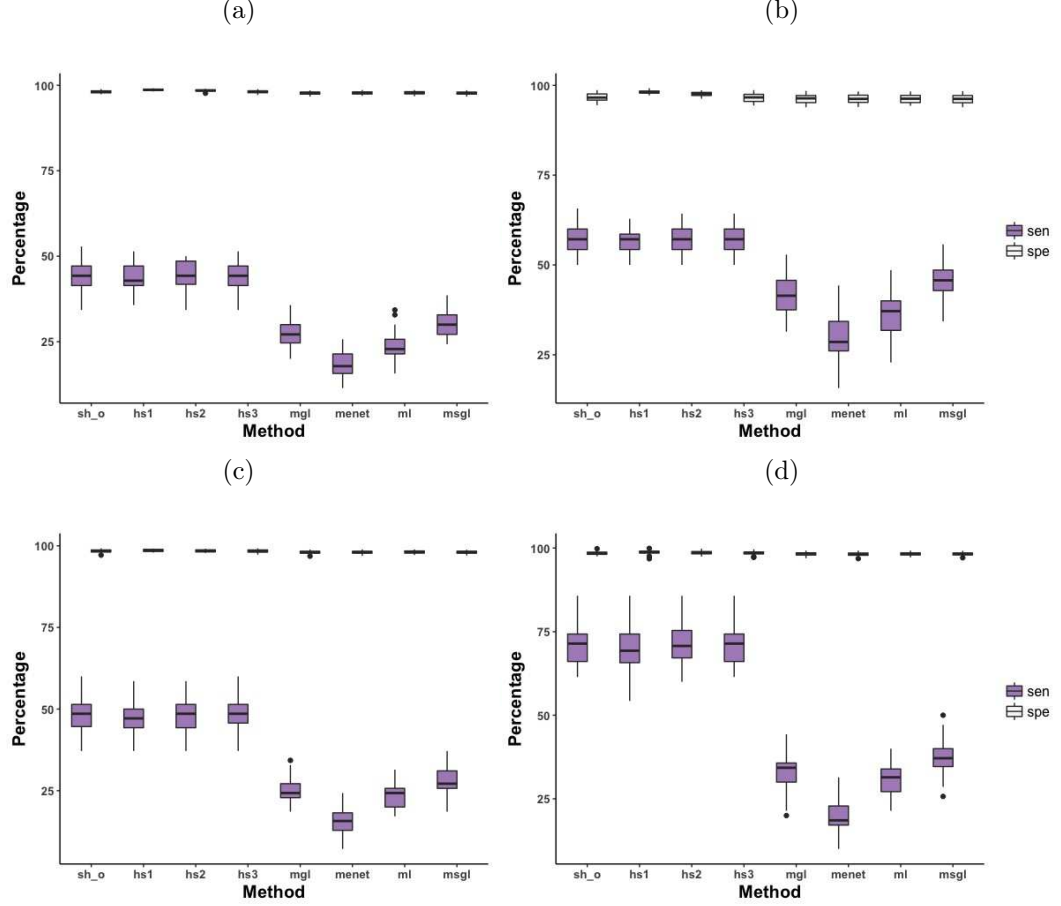 (a)
100
75
50
25
Percentage
sh_o hs1 hs2 hs3 mgl menet ml msgl
Method
(b)
100
75
50
25
Percentage
sh_o hs1 hs2 hs3 mgl menet ml msgl
Method
sen
spe
(c)
100
75
50
25
Percentage
sh_o hs1 hs2 hs3 mgl menet ml msgl
Method
(d)
100
75
50
25
Percentage
sh_o hs1 hs2 hs3 mgl menet ml msgl
Method
sen
spe